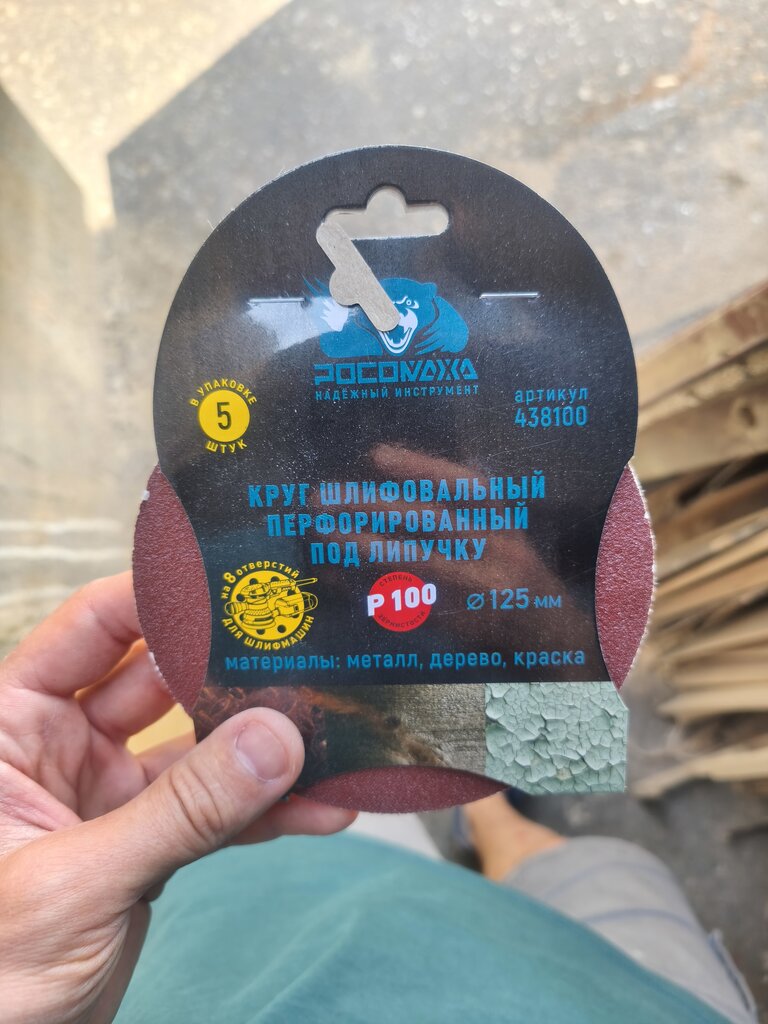 РОСОМАХА
НАДЁЖНЫЙ ИНСТРУМЕНТ
В УПАКОВКЕ
5
ШТУК
артикул
438100
КРУГ ШЛИФОВАЛЬНЫЙ
ПЕРФОРИРОВАННЫЙ
ПОД ЛИПУЧКУ
на 8 отверстий
ДЛЯ ШЛИФМАШИН
СТЕПЕНЬ
P 100
ЗЕРНИСТОСТИ
⌀ 125 мм
материалы: металл, дерево, краска